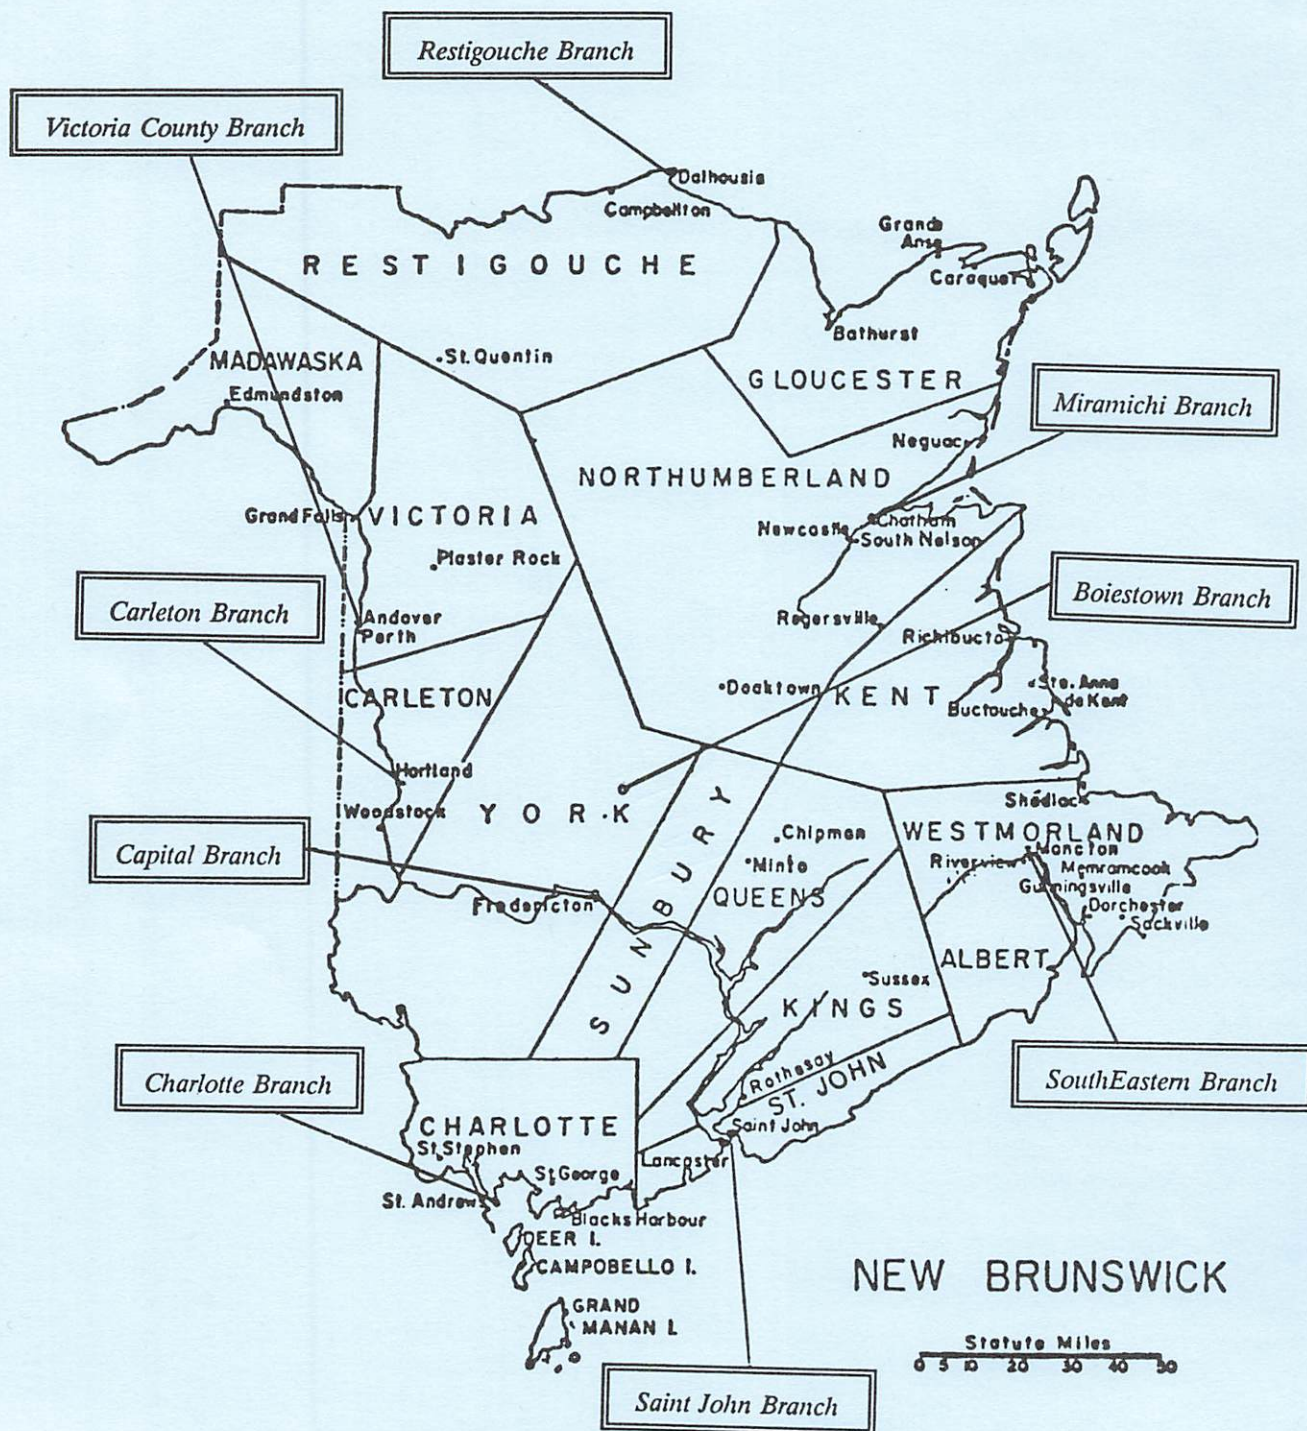 Restigouche Branch
Victoria County Branch
Dalhousie
Campbellton
Grande
Anse
Caraquet
RESTIGOUCHE
Bathurst
MADAWASKA
St. Quentin
GLOUCESTER
Edmundston
Miramichi Branch
Neguac
NORTHUMBERLAND
Grand Falls
VICTORIA
Chatham
Newcastle
South Nelson
Plaster Rock
Carleton Branch
Boiestown Branch
Andover
Perth
Rogersville
Richibucto
Doaktown
KENT
Ste. Anne
de Kent
CARLETON
Buctouche
Hartland
Shediac
Woodstock
YORK
Chipman
WESTMORLAND
Moncton
Capital Branch
Minto
Riverview
Memramcook
Gunningsville
QUEENS
Fredericton
Dorchester
Sackville
SUNBURY
ALBERT
Sussex
KINGS
Charlotte Branch
Rothesay
SouthEastern Branch
ST. JOHN
CHARLOTTE
Saint John
St. Stephen
Lancaster
St. George
St. Andrews
Blacks Harbour
DEER I.
CAMPOBELLO I.
NEW BRUNSWICK
GRAND
MANAN I.
Statute Miles
0 5 10 20 30 40 50
Saint John Branch